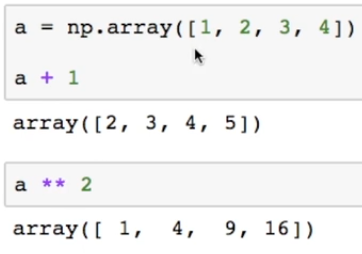 a = np.array([1, 2, 3, 4])
a + 1
array([2, 3, 4, 5])
a ** 2
array([ 1,  4,  9, 16])